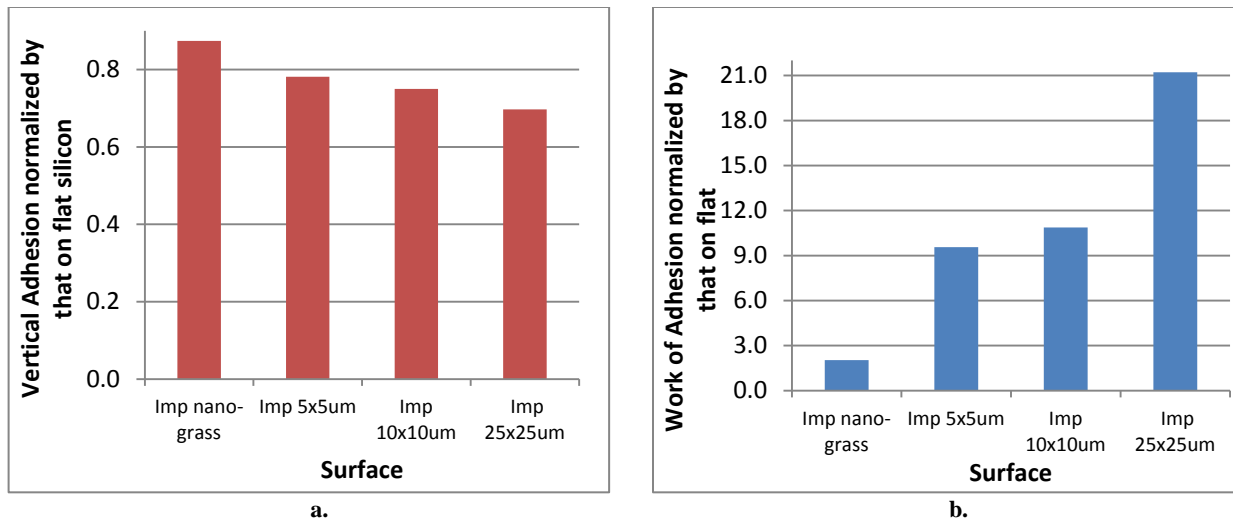 Vertical Adhesion normalized by
that on flat silicon
0.8
0.6
0.4
0.2
0.0
Imp nano-
grass
Imp 5x5um
Imp
10x10um
Imp
25x25um
Surface
a.
Work of Adhesion normalized by
that on flat
21.0
18.0
15.0
12.0
9.0
6.0
3.0
0.0
Imp nano-
grass
Imp 5x5um
Imp
10x10um
Imp
25x25um
Surface
b.